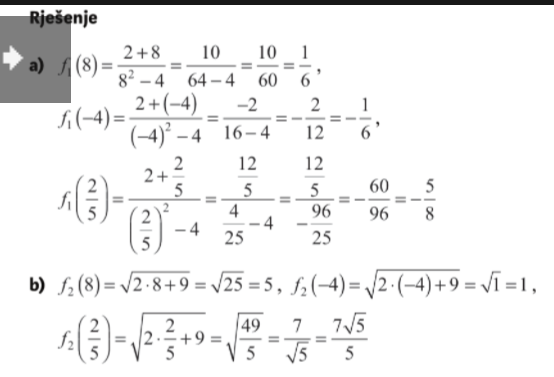 Rješenje
a) f₁(8) = (2+8)/(8² – 4) = 10/(64 – 4) = 10/60 = 1/6 ,
f₁(–4) = (2+(–4))/((–4)² – 4) = –2/(16 – 4) = –2/12 = –1/6 ,
f₁(2/5) = (2+2/5)/((2/5)² – 4) = (12/5)/(4/25 – 4) = (12/5)/(–96/25) = –60/96 = –5/8
b) f₂(8) = √(2·8+9) = √25 = 5 , f₂(–4) = √(2·(–4)+9) = √1 = 1 ,
f₂(2/5) = √(2·2/5+9) = √(49/5) = 7/√5 = 7√5/5